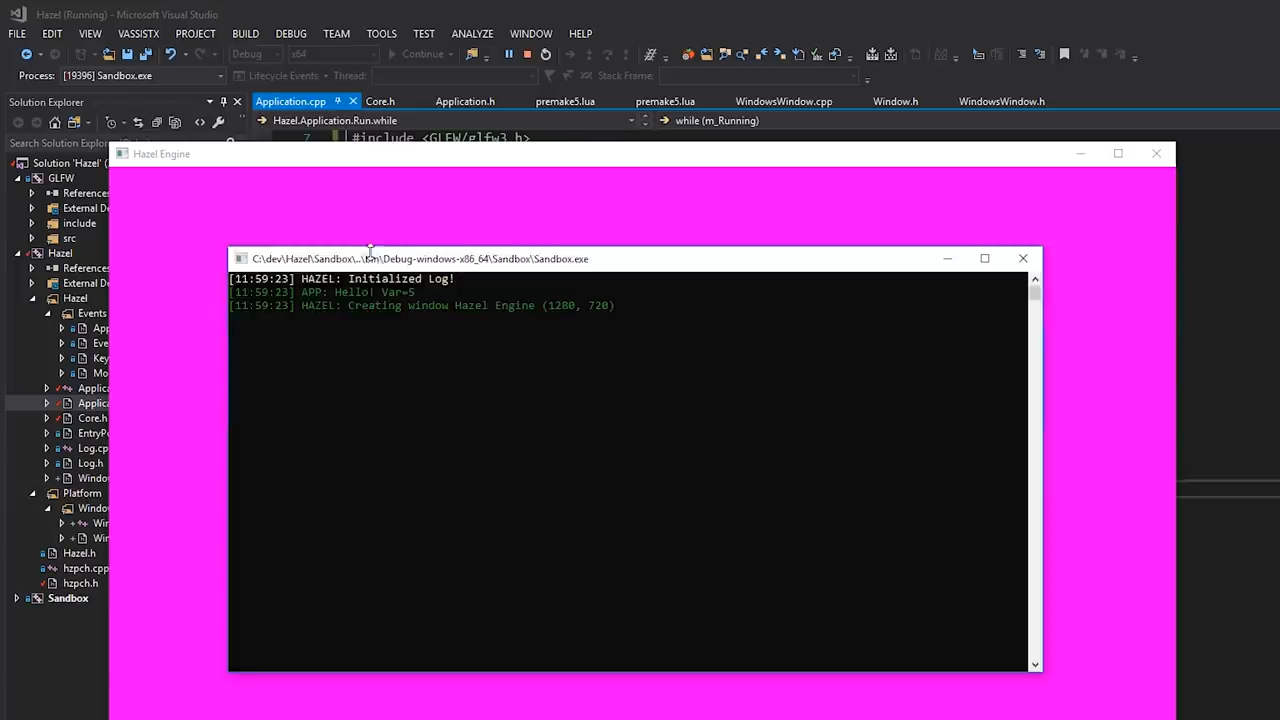 Hazel (Running) - Microsoft Visual Studio
FILE EDIT VIEW VASSISTX PROJECT BUILD DEBUG TEAM TOOLS TEST ANALYZE WINDOW HELP
Debug x64 Continue
Process: [19396] Sandbox.exe Lifecycle Events Thread: Stack Frame:
Solution Explorer
Application.cpp Core.h Application.h premake5.lua premake5.lua WindowsWindow.cpp Window.h WindowsWindow.h
Hazel.Application.Run.while while (m_Running)
Search Solution Explor
7 #include <GLFW/glfw3.h>
Hazel Engine
Solution 'Hazel' (
GLFW
References
External De
include
src
Hazel
References
External De
Hazel
Events
App
Eve
Key
Mo
Applica
Applica
Core.h
EntryPo
Log.cp
Log.h
Windo
Platform
Windo
Win
Win
Hazel.h
hzpch.cpp
hzpch.h
Sandbox
C:\dev\Hazel\Sandbox\..\bin\Debug-windows-x86_64\Sandbox\Sandbox.exe
[11:59:23] HAZEL: Initialized Log!
[11:59:23] APP: Hello! Var=5
[11:59:23] HAZEL: Creating window Hazel Engine (1280, 720)